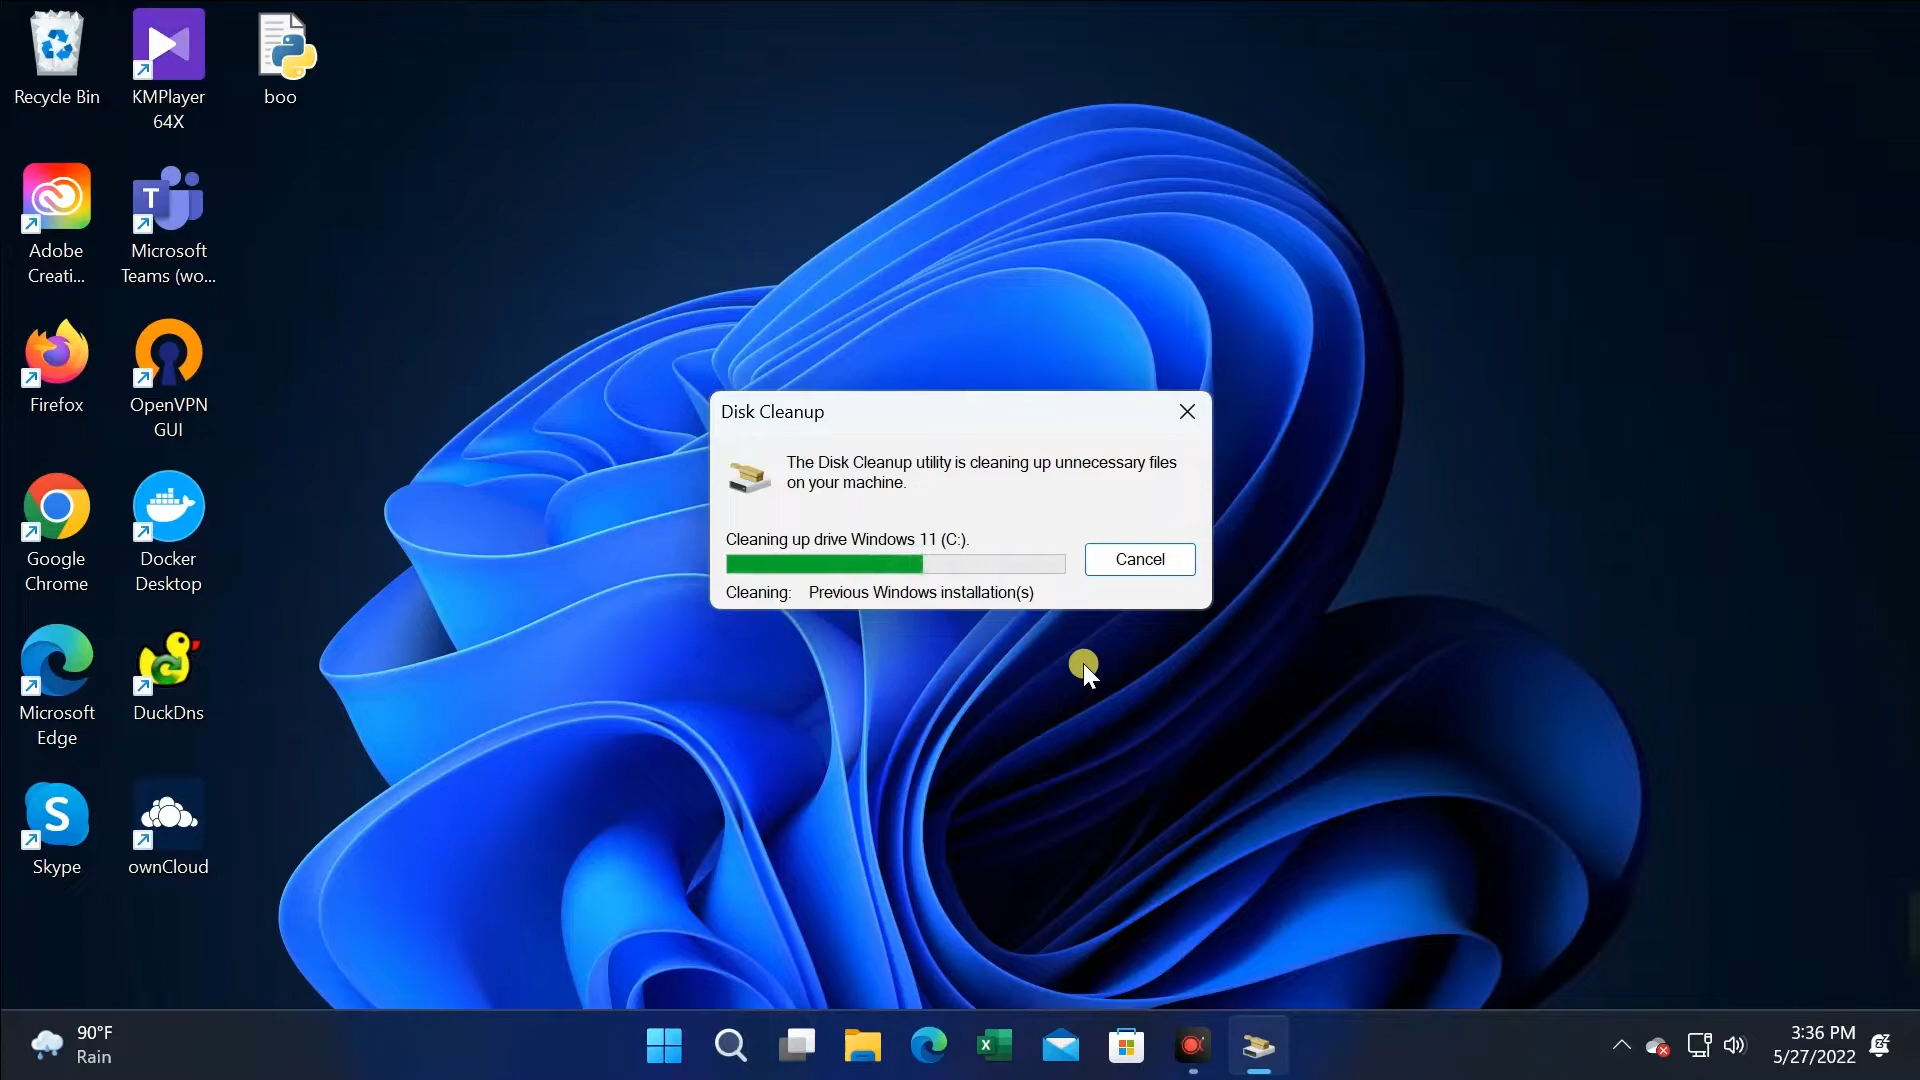 Recycle Bin
KMPlayer
64X
boo
Adobe
Creati...
Microsoft
Teams (wo...
Firefox
OpenVPN
GUI
Google
Chrome
Docker
Desktop
Microsoft
Edge
DuckDns
Skype
ownCloud
Disk Cleanup
The Disk Cleanup utility is cleaning up unnecessary files
on your machine.
Cleaning up drive Windows 11 (C:).
Cancel
Cleaning: Previous Windows installation(s)
90°F
Rain
3:36 PM
5/27/2022